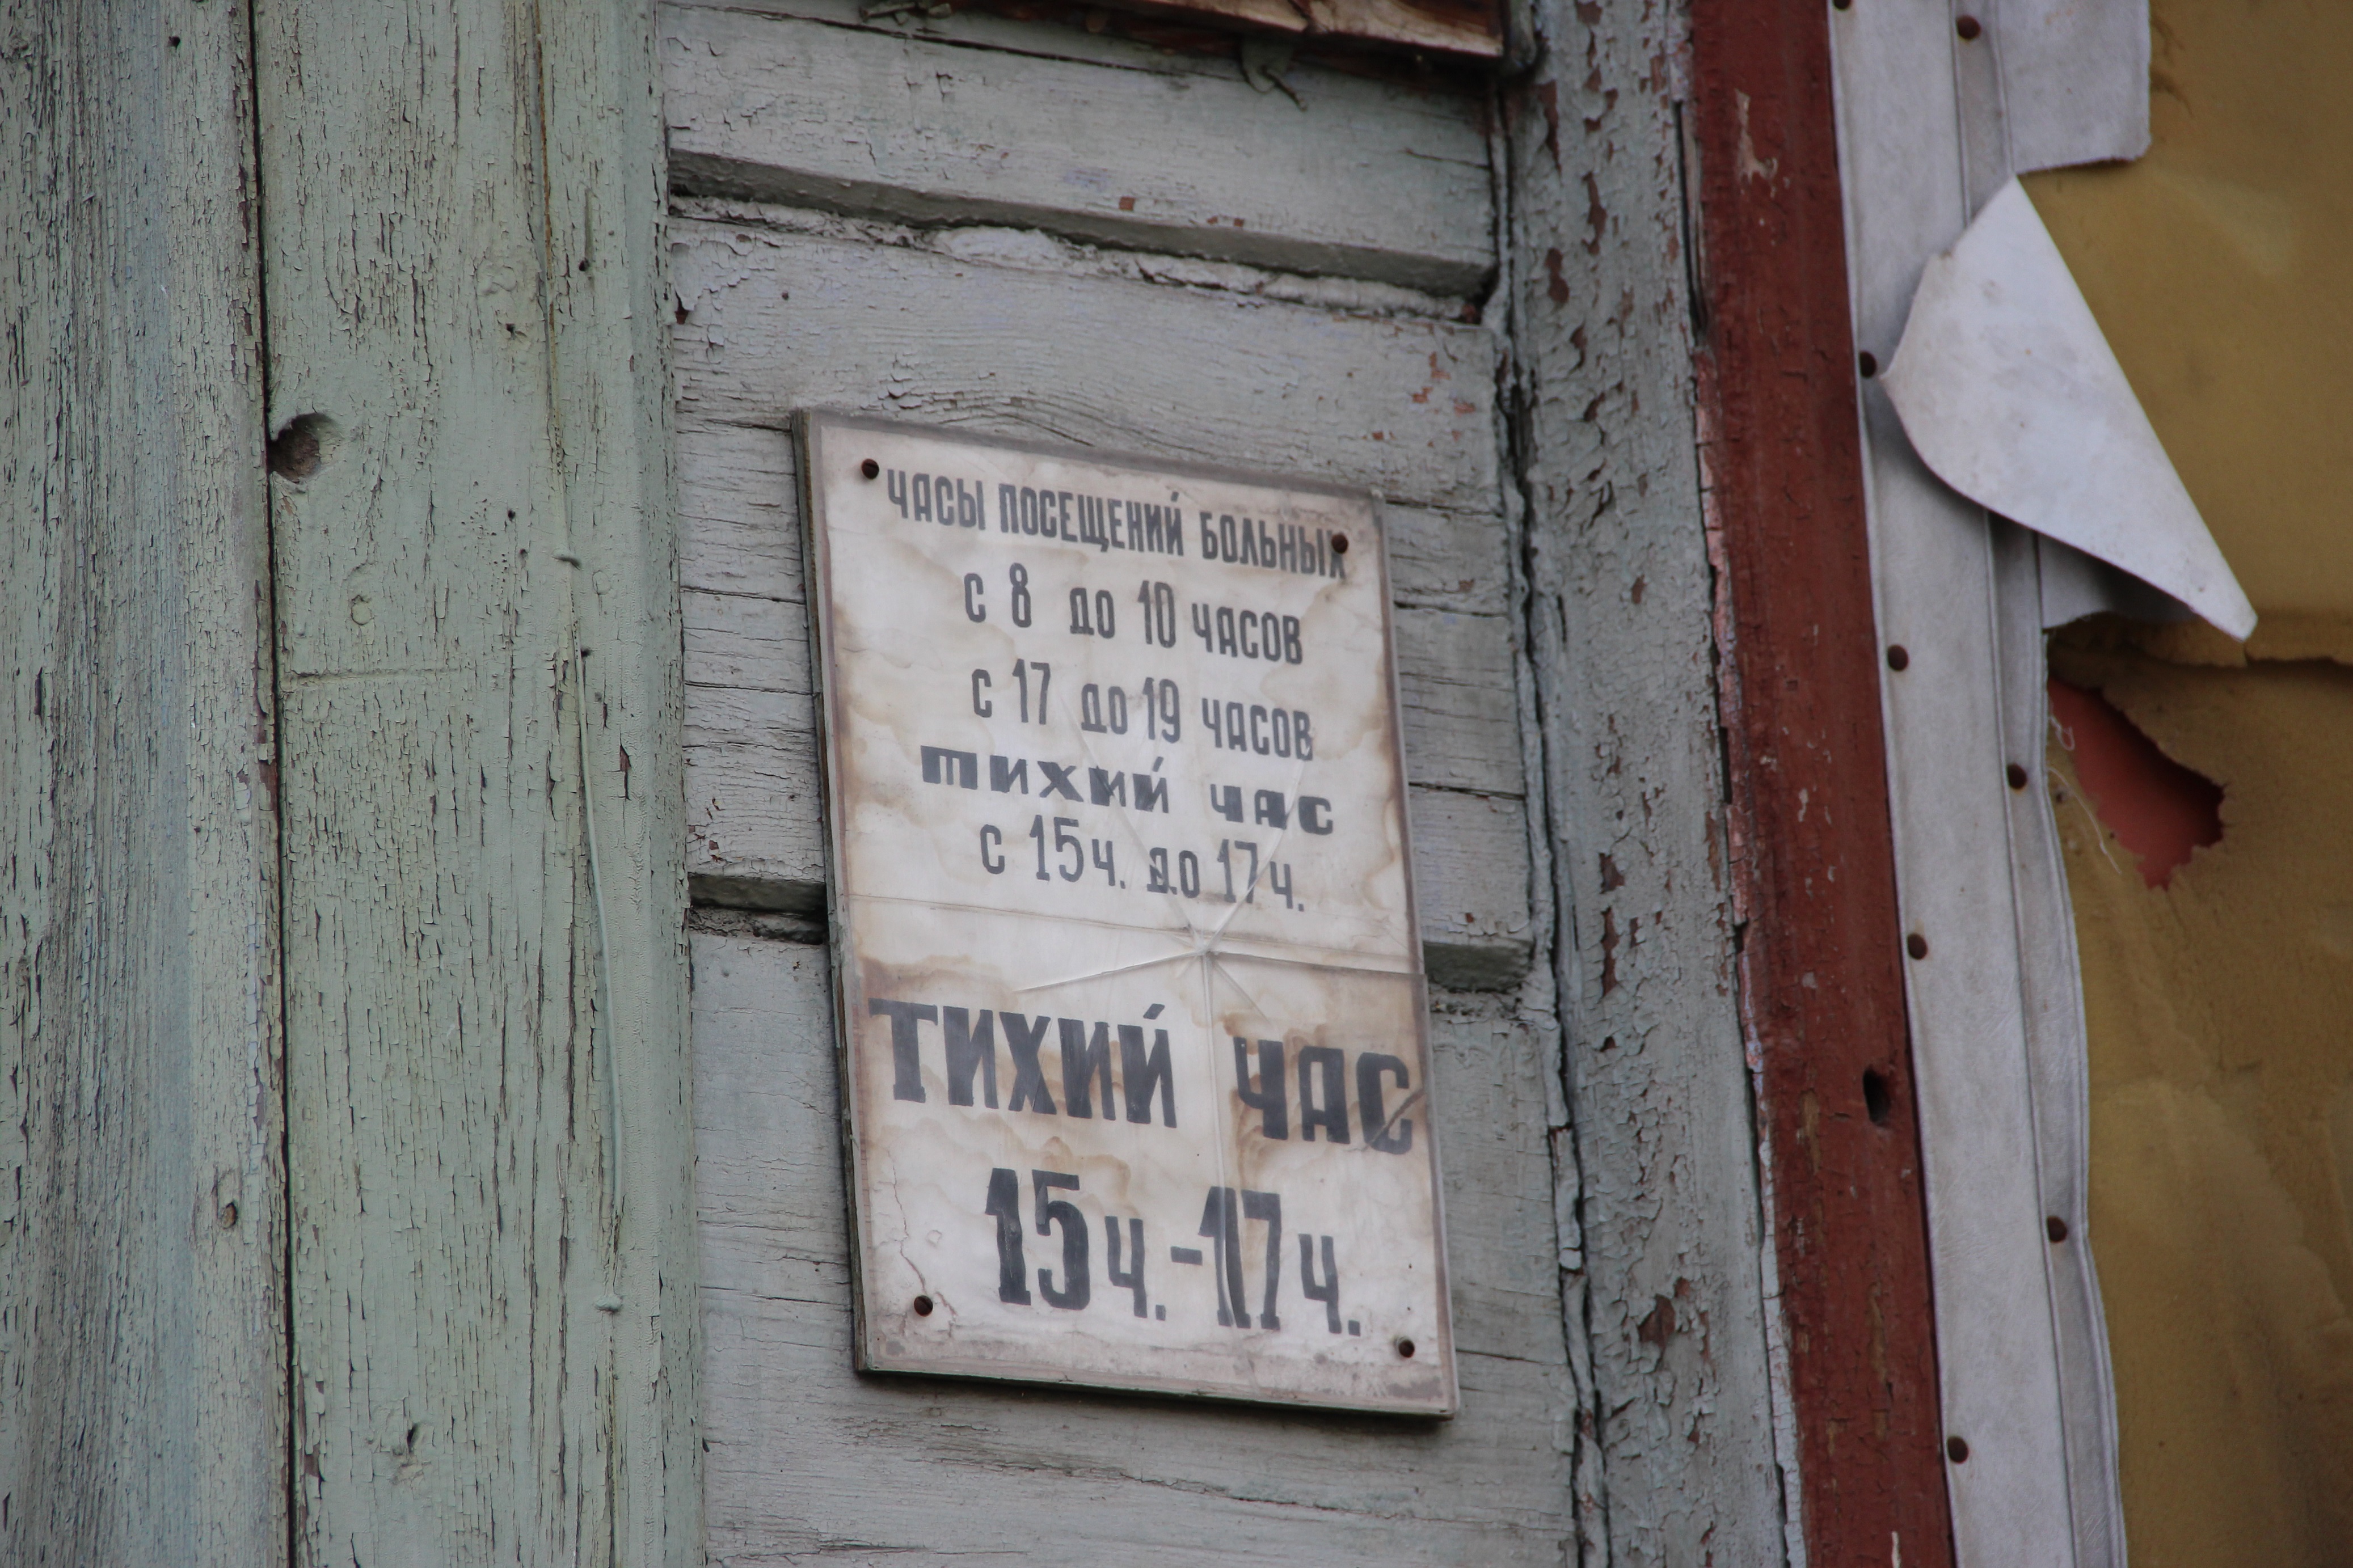 ЧАСЫ ПОСЕЩЕНИЙ БОЛЬНЫХ
С 8 ДО 10 ЧАСОВ
С 17 ДО 19 ЧАСОВ
ТИХИЙ ЧАС
С 15Ч. ДО 17Ч.
ТИХИЙ ЧАС
15Ч.-17Ч.